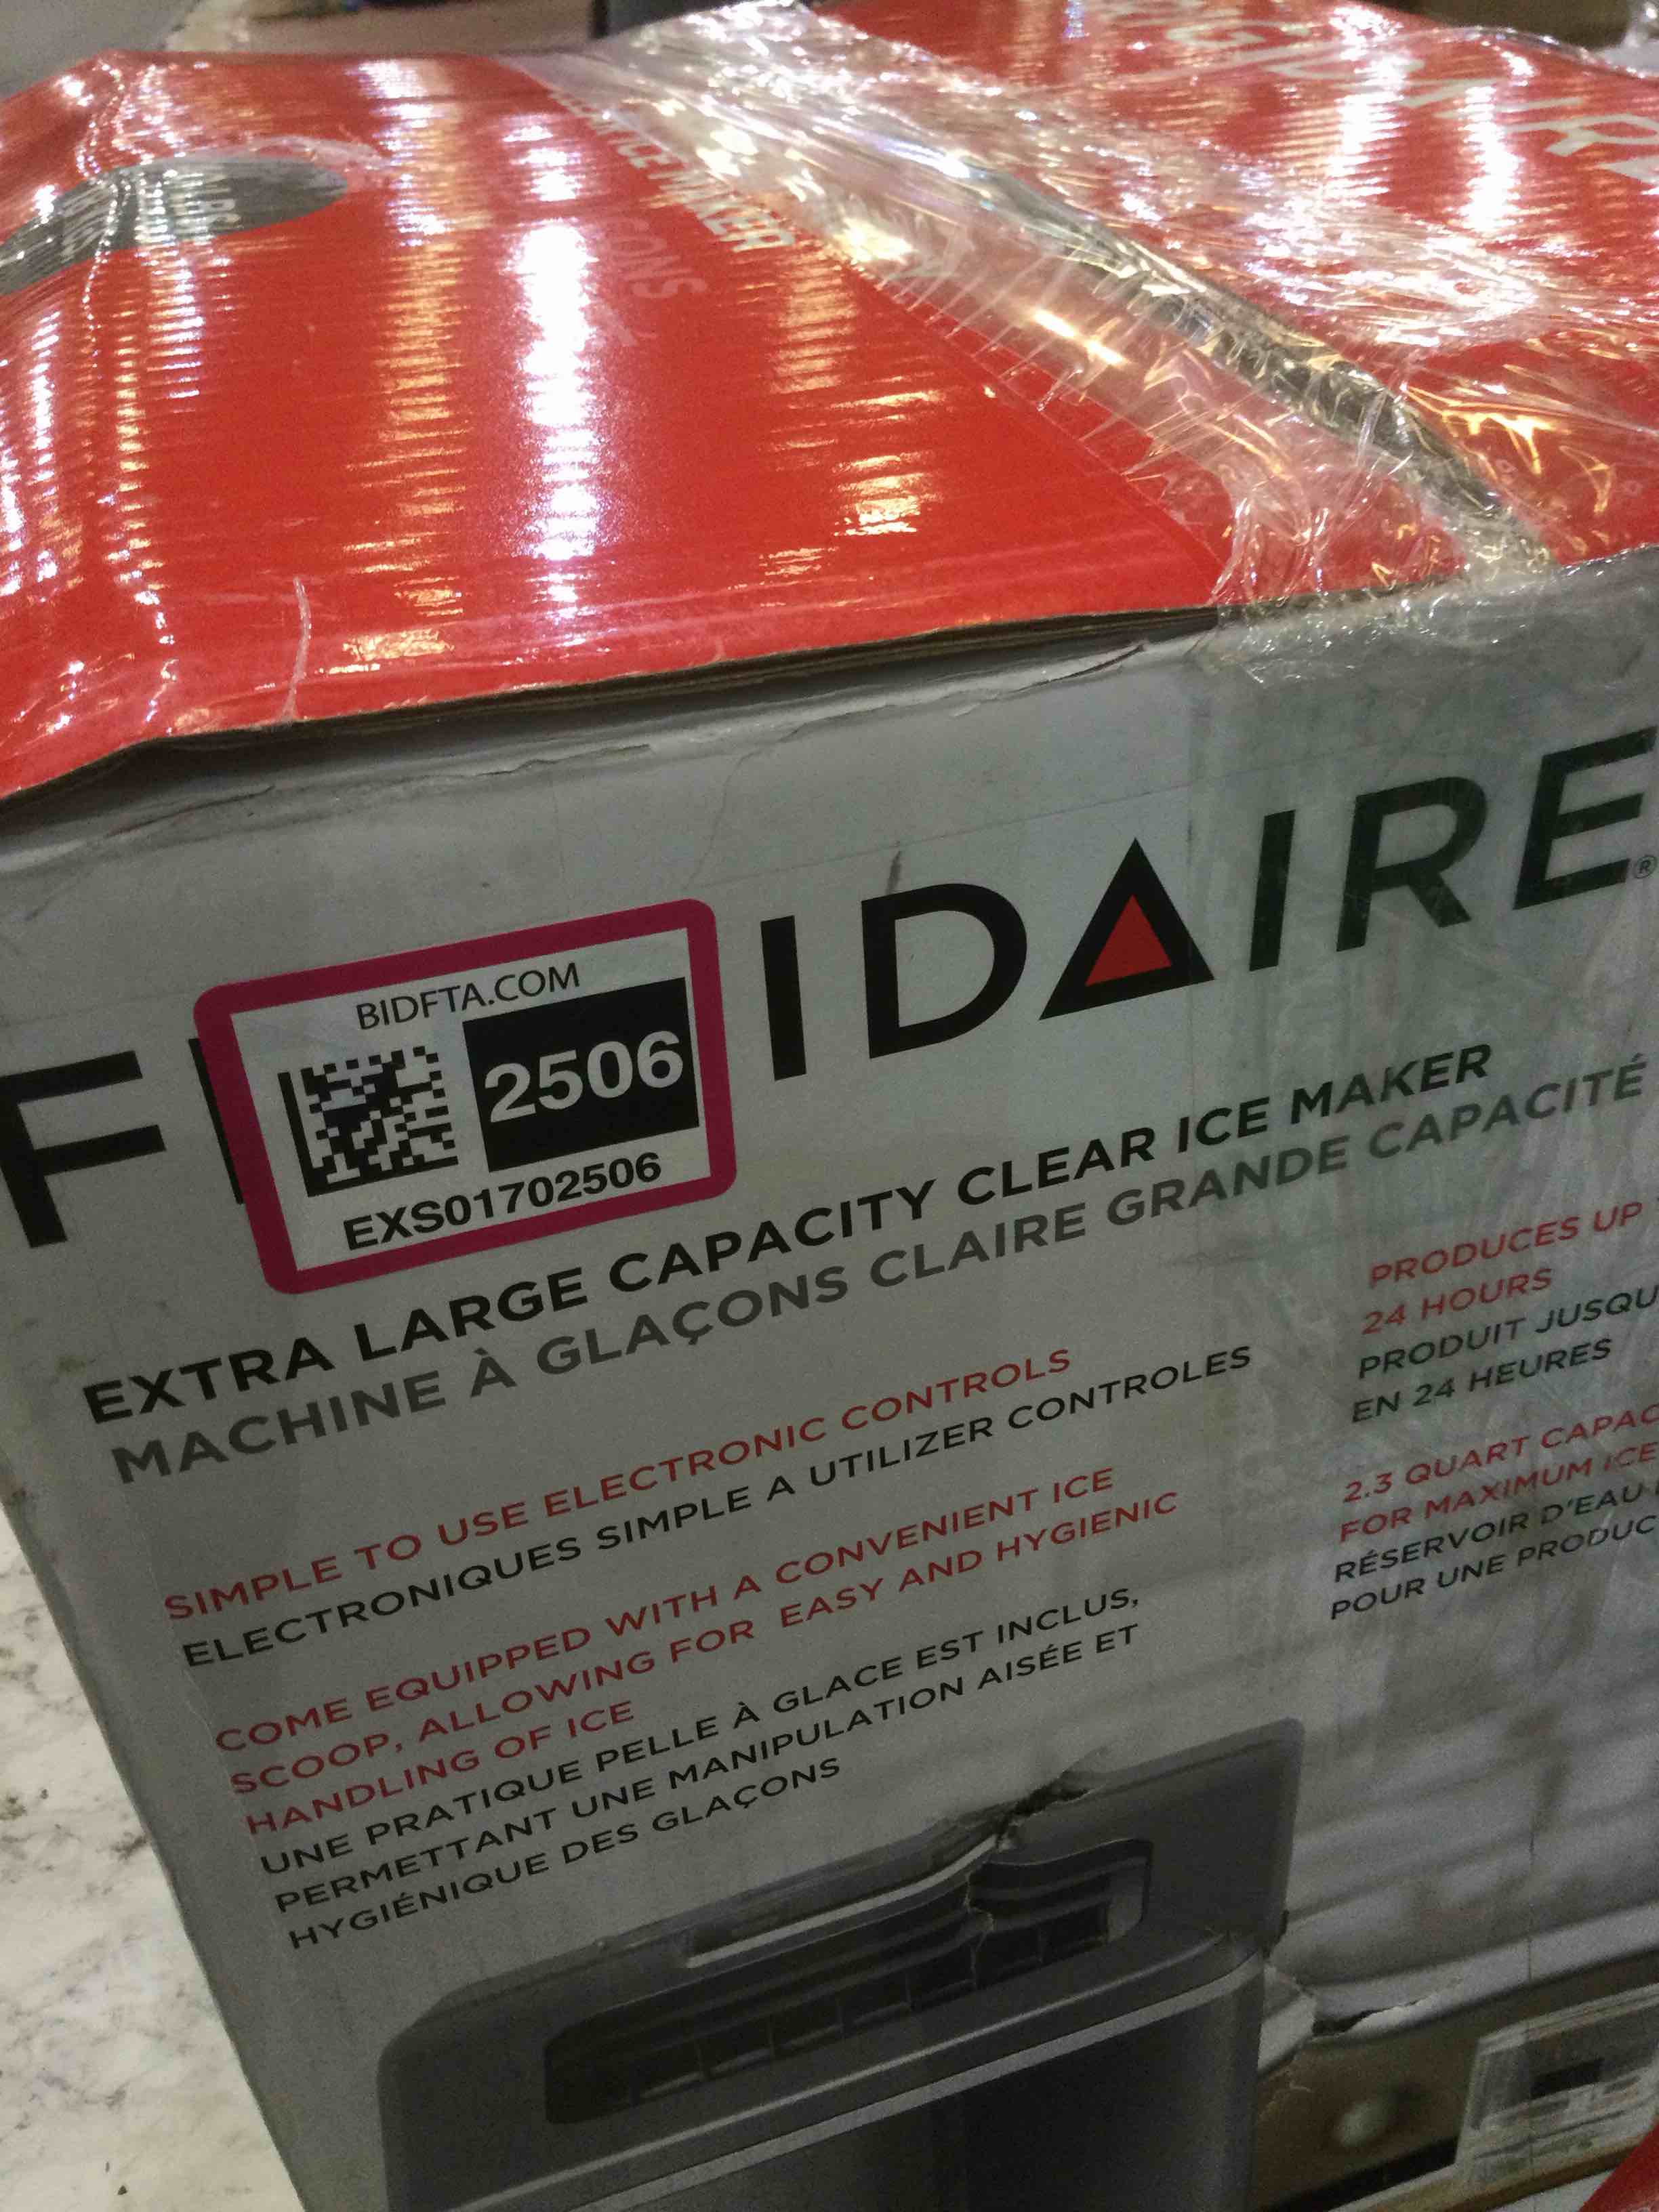 ICE MAKER
FRIDAIRE®
BIDFTA.COM
2506
EXS01702506
EXTRA LARGE CAPACITY CLEAR ICE MAKER
MACHINE À GLAÇONS CLAIRE GRANDE CAPACITÉ
SIMPLE TO USE ELECTRONIC CONTROLS
ELECTRONIQUES SIMPLE A UTILIZER CONTROLES
COME EQUIPPED WITH A CONVENIENT ICE
SCOOP, ALLOWING FOR EASY AND HYGIENIC
HANDLING OF ICE
UNE PRATIQUE PELLE À GLACE EST INCLUS,
PERMETTANT UNE MANIPULATION AISÉE ET
HYGIÉNIQUE DES GLAÇONS
PRODUCES UP
24 HOURS
PRODUIT JUSQU
EN 24 HEURES
2.3 QUART CAPAC
FOR MAXIMUM ICE
RÉSERVOIR D'EAU
POUR UNE PRODUC